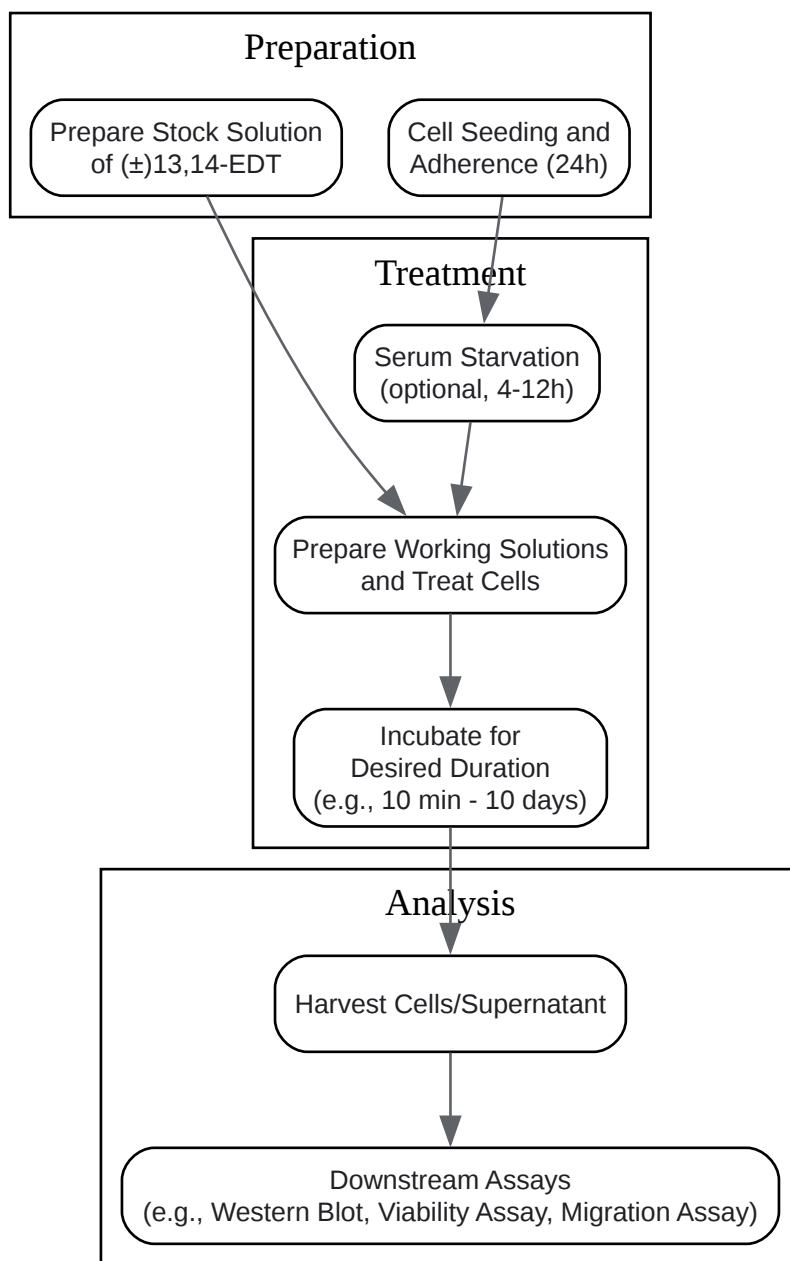 Preparation
Prepare Stock Solution
of (±)13,14-EDT
Cell Seeding and
Adherence (24h)
Treatment
Serum Starvation
(optional, 4-12h)
Prepare Working Solutions
and Treat Cells
Incubate for
Desired Duration
(e.g., 10 min - 10 days)
Analysis
Harvest Cells/Supernatant
Downstream Assays
(e.g., Western Blot, Viability Assay, Migration Assay)